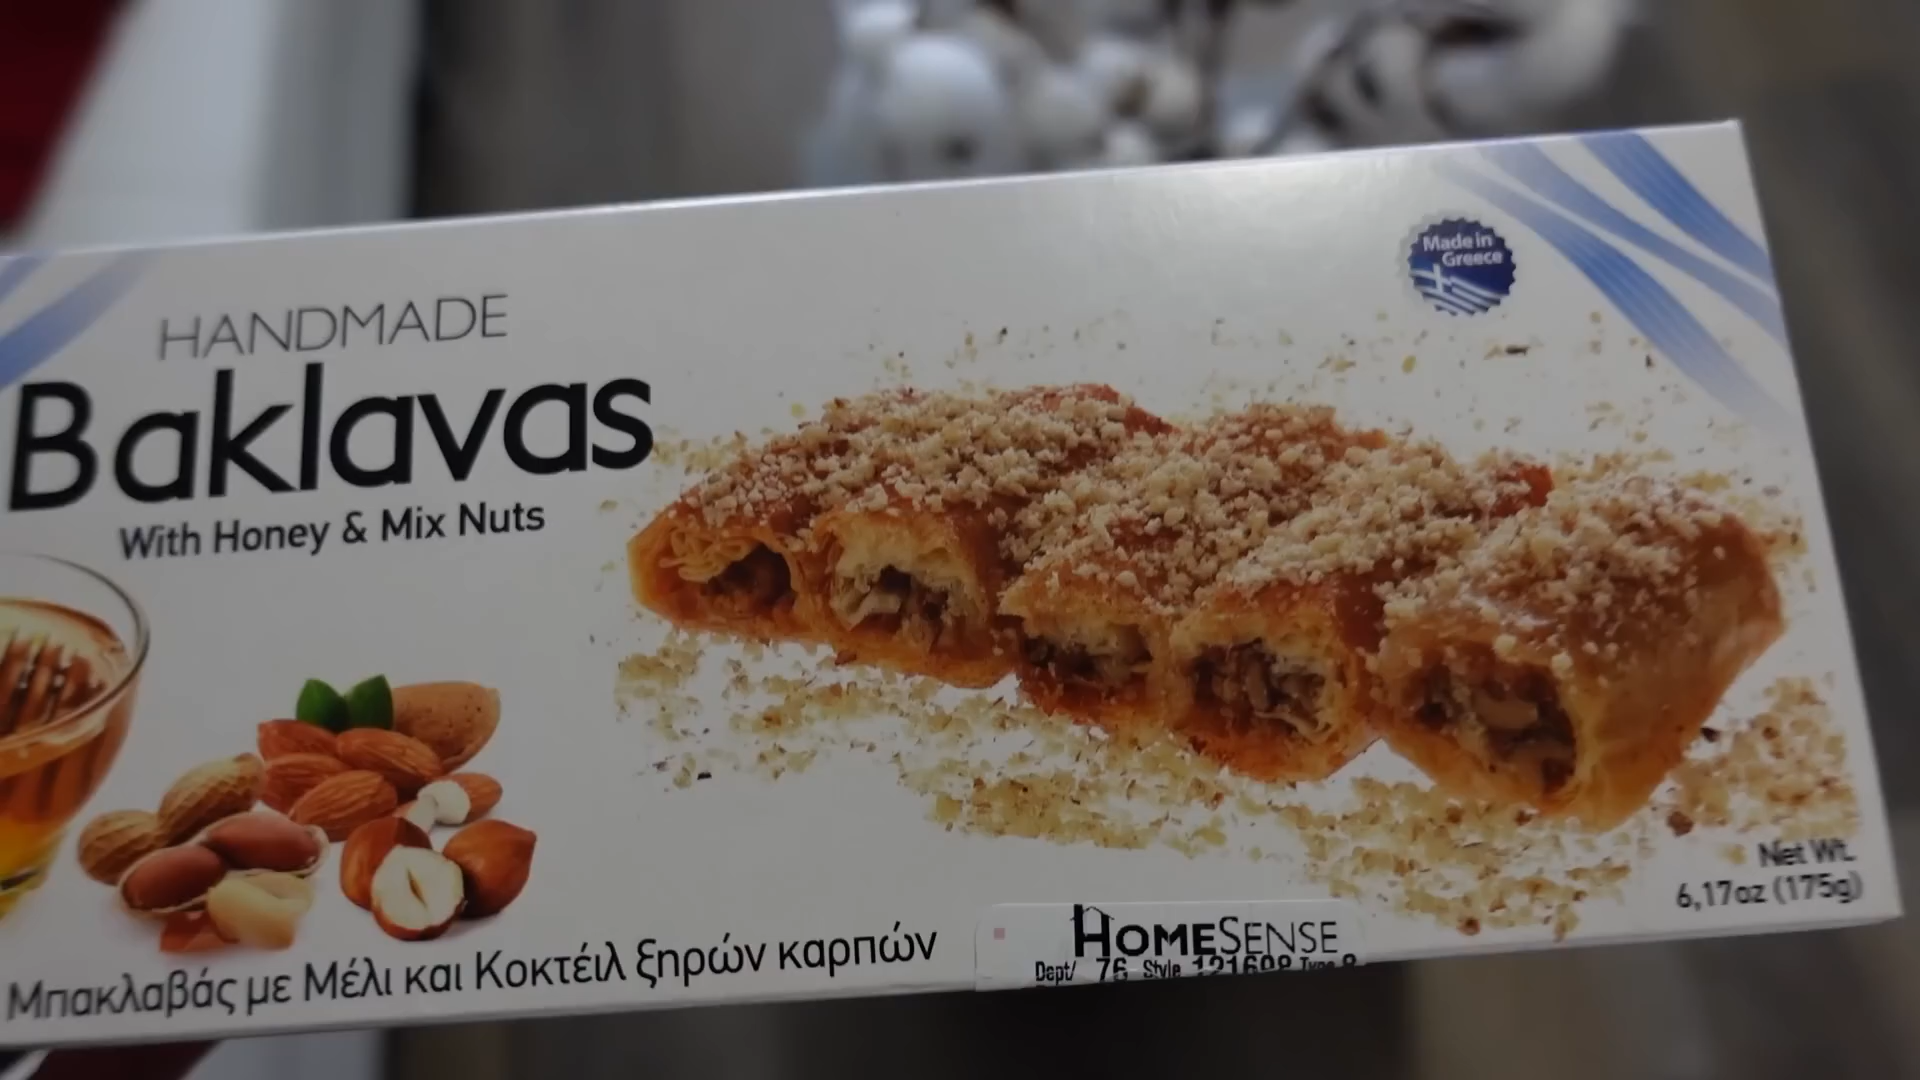 Made in
Greece
HANDMADE
Baklavas
With Honey & Mix Nuts
Net Wt.
6,17oz (175g)
Μπακλαβάς με Μέλι και Κοκτέιλ ξηρών καρπών
HOMESENSE
Dept/ 76 Style 121698